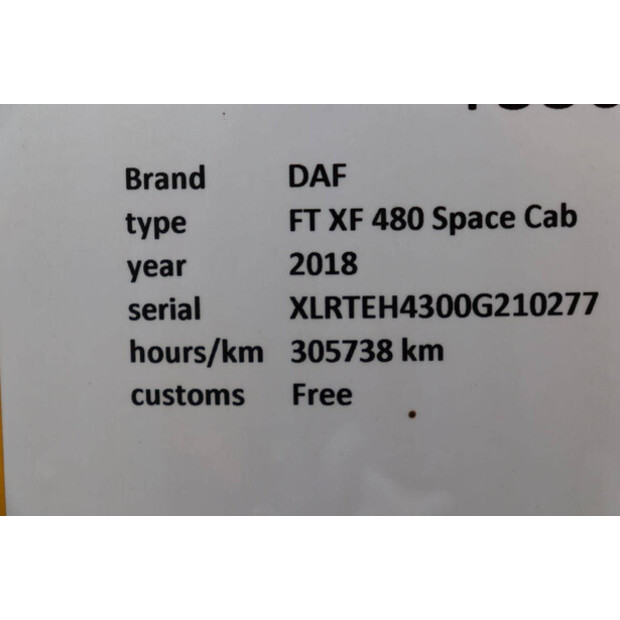 Brand DAF
type FT XF 480 Space Cab
year 2018
serial XLRTEH4300G210277
hours/km 305738 km
customs Free